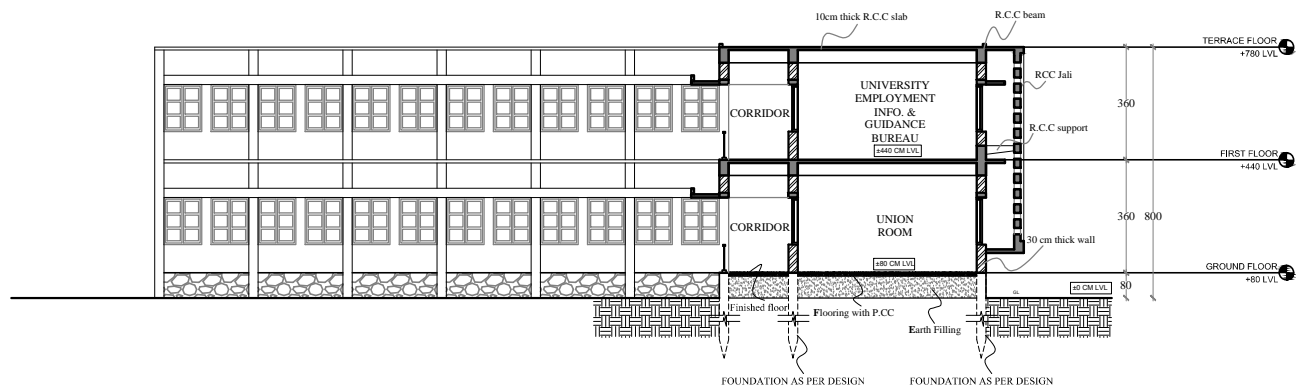 10cm thick R.C.C slab
R.C.C beam
TERRACE FLOOR
+780 LVL
RCC Jali
UNIVERSITY
EMPLOYMENT
INFO. &
GUIDANCE
BUREAU
CORRIDOR
360
R.C.C support
±440 CM LVL
FIRST FLOOR
+440 LVL
UNION
ROOM
CORRIDOR
360
800
30 cm thick wall
±80 CM LVL
GROUND FLOOR
+80 LVL
80
±0 CM LVL
GL
Finished floor
Flooring with P.CC
Earth Filling
FOUNDATION AS PER DESIGN
FOUNDATION AS PER DESIGN